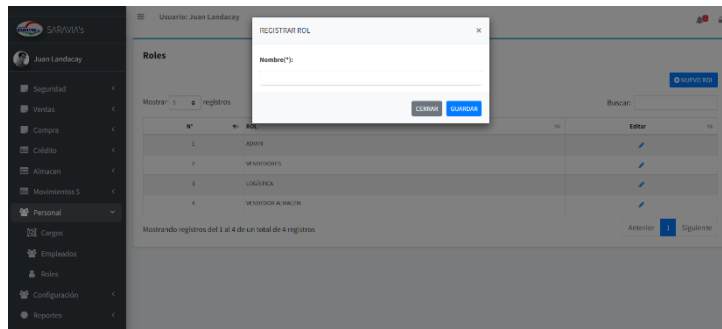 SARAVIA's
Juan Landacay
Seguridad
Ventas
Compra
Crédito
Almacen
Movimientos $
Personal
Cargos
Empleados
Roles
Configuración
Reportes
Usuario: Juan Landacay
REGISTRAR ROL ×
Nombre(*):
CERRAR GUARDAR
Roles
NUEVO ROL
Mostrar 5 registros
Buscar:
N° ROL Editar
1 ADMIN
2 VENDEDORES
3 LOGISTICA
4 VENDEDOR ALMACEN
Mostrando registros del 1 al 4 de un total de 4 registros
Anterior 1 Siguiente